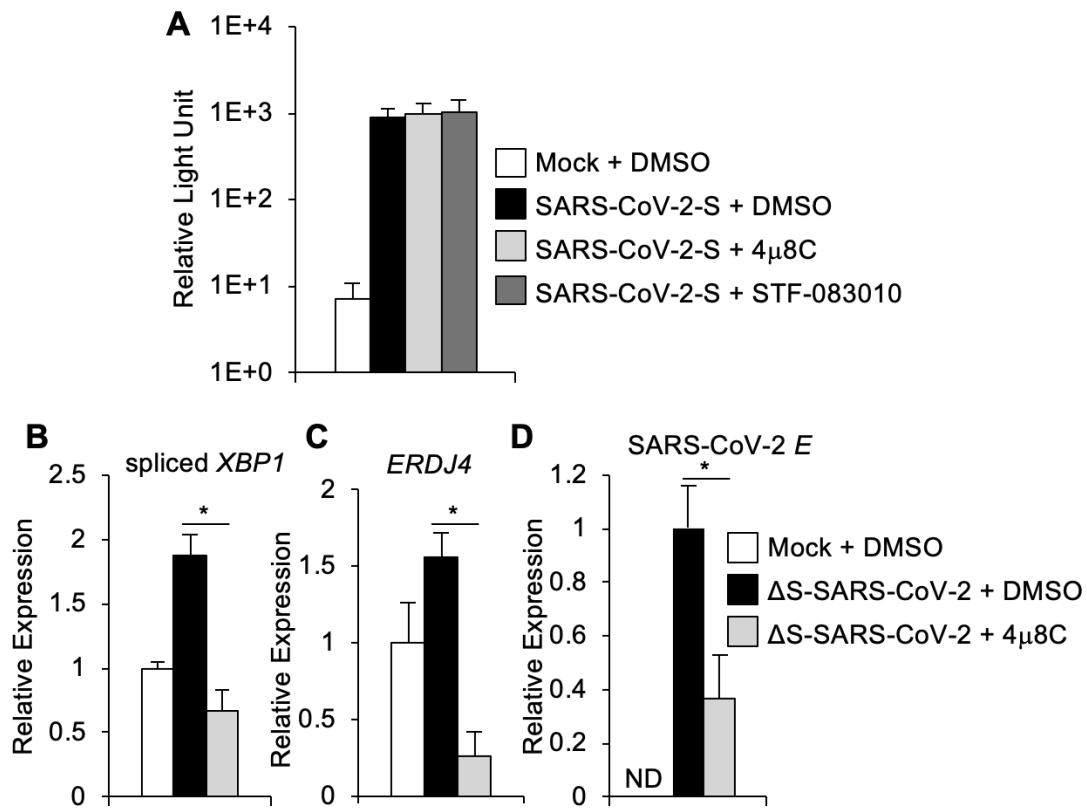 A
Relative Light Unit
1E+4
1E+3
1E+2
1E+1
1E+0
Mock + DMSO
SARS-CoV-2-S + DMSO
SARS-CoV-2-S + 4μ8C
SARS-CoV-2-S + STF-083010
B
spliced XBP1
Relative Expression
2.5
2
1.5
1
0.5
0
*
C
ERDJ4
Relative Expression
2
1.5
1
0.5
0
*
D
SARS-CoV-2 E
Relative Expression
1.2
1
0.8
0.6
0.4
0.2
0
*
ND
Mock + DMSO
ΔS-SARS-CoV-2 + DMSO
ΔS-SARS-CoV-2 + 4μ8C